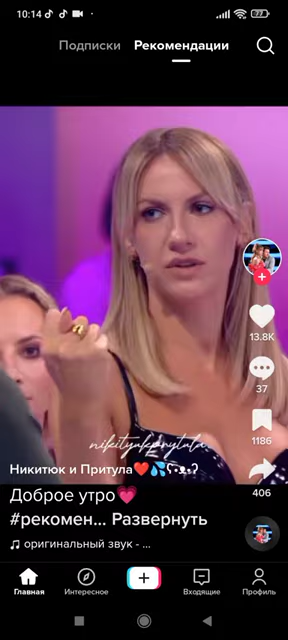 10:14
77
Подписки Рекомендации
13.8K
37
1186
nikityukprytula
Никитюк и Притула❤️💦ʕ•ᴥ•ʔ
406
Доброе утро💗
#рекомен... Развернуть
♫ оригинальный звук - ...
Главная Интересное Входящие Профиль